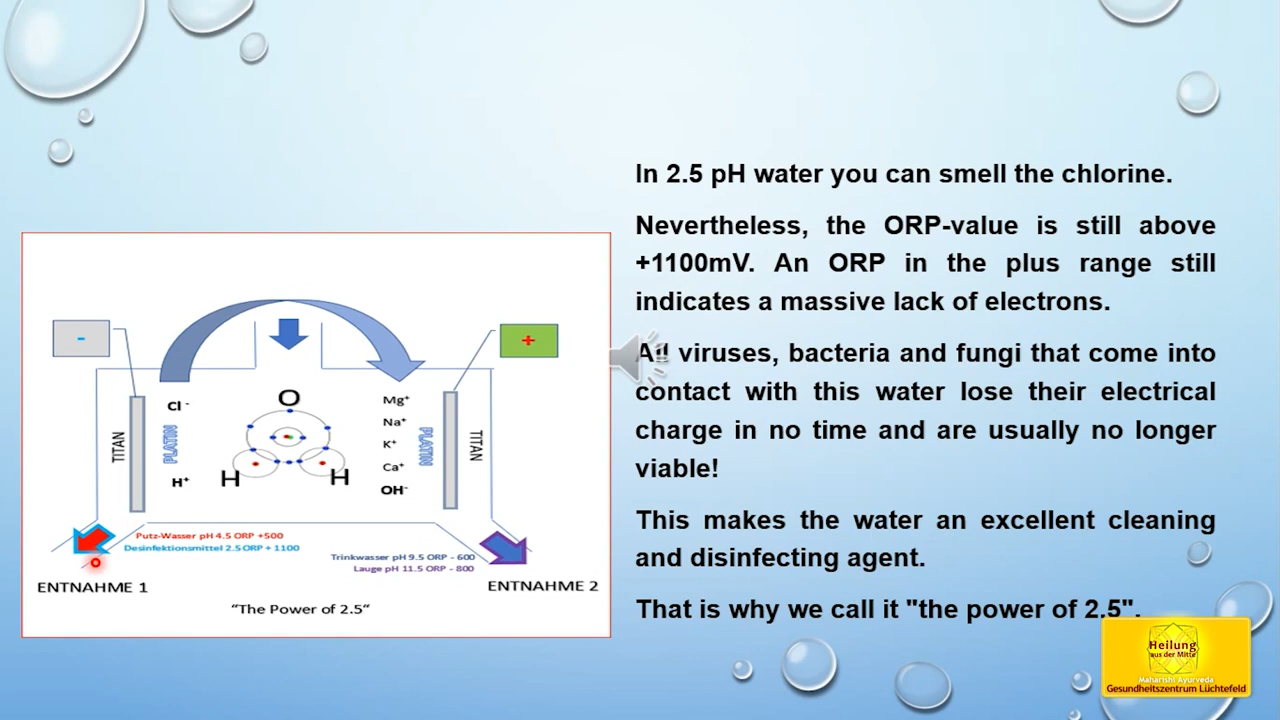 In 2.5 pH water you can smell the chlorine.
Nevertheless, the ORP-value is still above
+1100mV. An ORP in the plus range still
indicates a massive lack of electrons.
All viruses, bacteria and fungi that come into
contact with this water lose their electrical
charge in no time and are usually no longer
viable!
This makes the water an excellent cleaning
and disinfecting agent.
That is why we call it "the power of 2.5".
-
+
TITAN
PLATIN
Cl -
H+
O
H
H
Mg+
Na+
K+
Ca+
OH-
PLATIN
TITAN
Putz-Wasser pH 4.5 ORP +500
Desinfektionsmittel 2.5 ORP + 1100
Trinkwasser pH 9.5 ORP - 600
Lauge pH 11.5 ORP - 800
ENTNAHME 1
ENTNAHME 2
“The Power of 2.5“
Heilung
aus der Mitte
Maharishi Ayurveda
Gesundheitszentrum Lüchtefeld